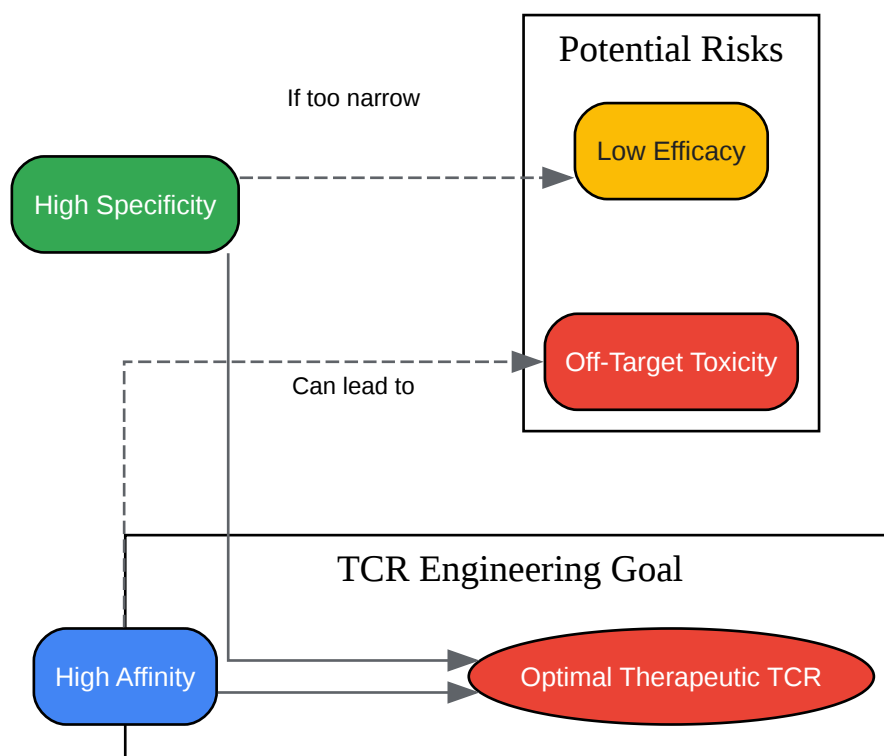 Potential Risks
If too narrow
Low Efficacy
High Specificity
Off-Target Toxicity
Can lead to
TCR Engineering Goal
High Affinity
Optimal Therapeutic TCR